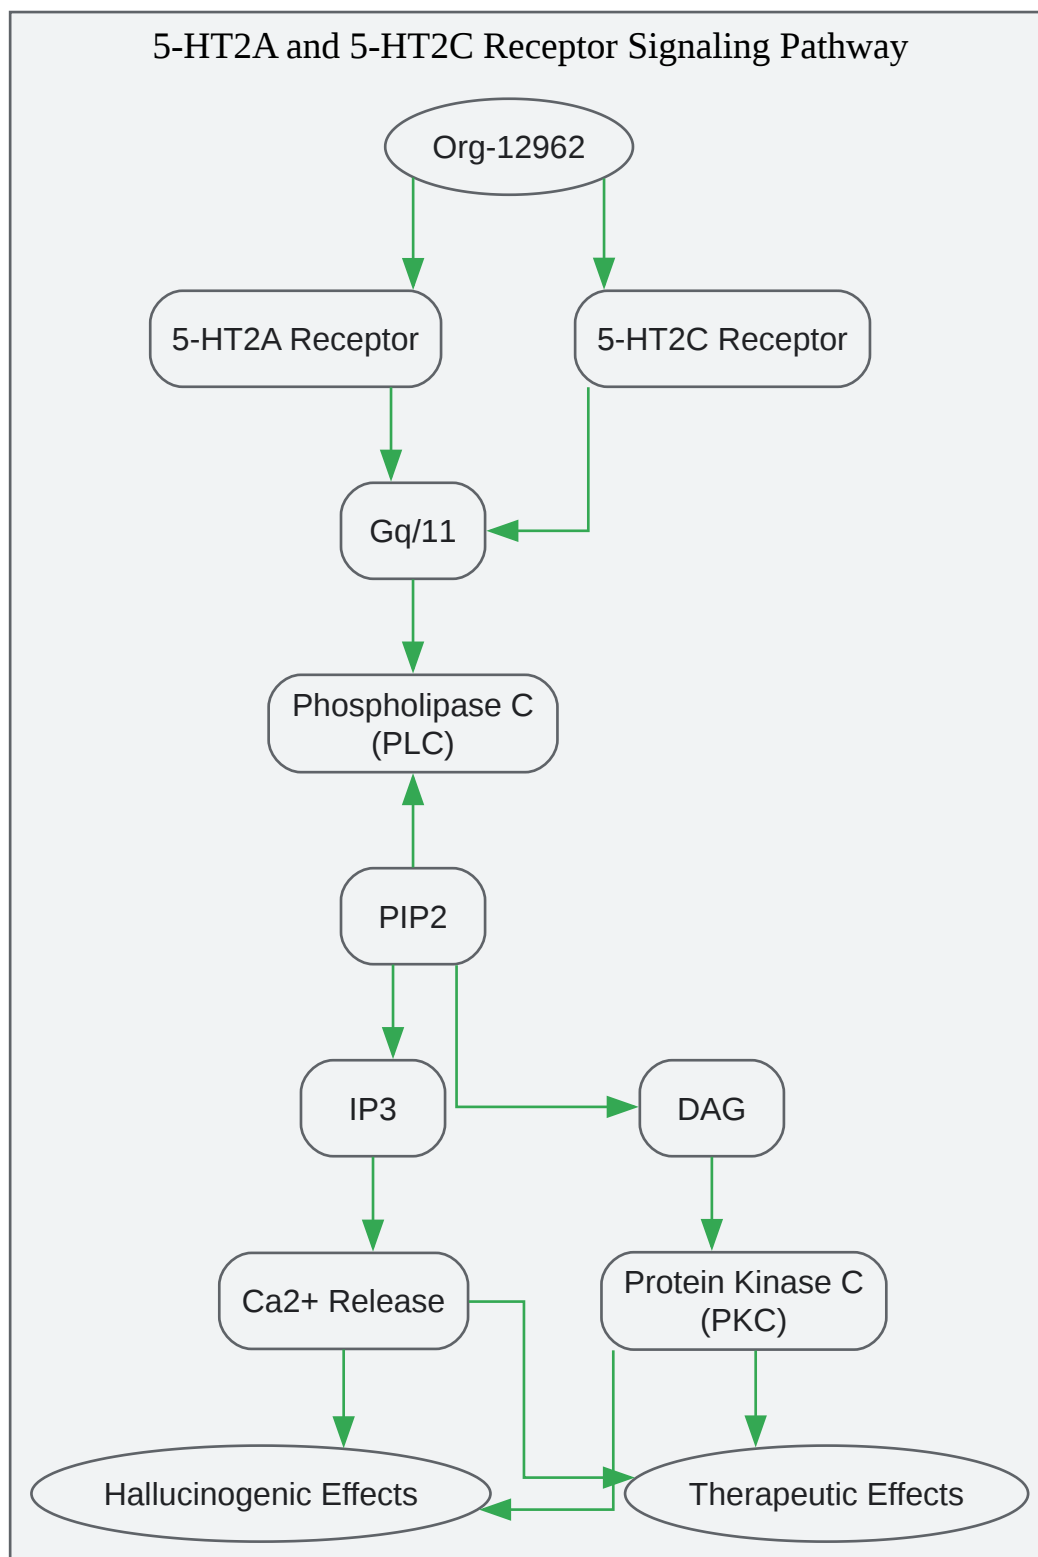 5-HT2A and 5-HT2C Receptor Signaling Pathway
Org-12962
5-HT2A Receptor
5-HT2C Receptor
Gq/11
Phospholipase C
(PLC)
PIP2
IP3
DAG
Ca2+ Release
Protein Kinase C
(PKC)
Hallucinogenic Effects
Therapeutic Effects